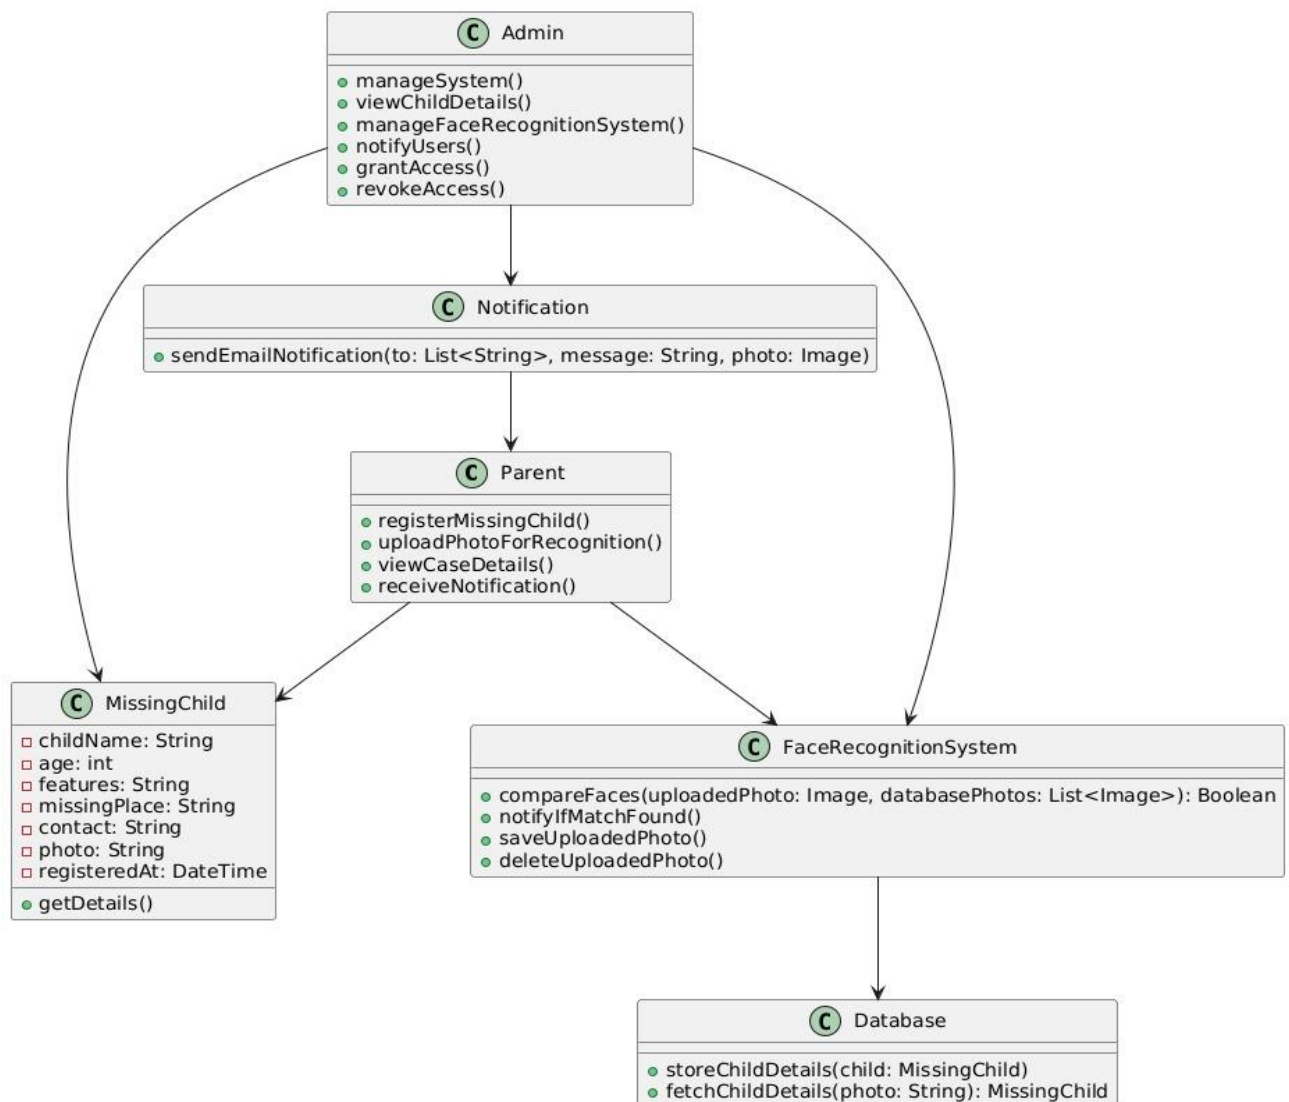 C Admin
manageSystem()
viewChildDetails()
manageFaceRecognitionSystem()
notifyUsers()
grantAccess()
revokeAccess()
C Notification
sendEmailNotification(to: List<String>, message: String, photo: Image)
C Parent
registerMissingChild()
uploadPhotoForRecognition()
viewCaseDetails()
receiveNotification()
C MissingChild
childName: String
age: int
features: String
missingPlace: String
contact: String
photo: String
registeredAt: DateTime
getDetails()
C FaceRecognitionSystem
compareFaces(uploadedPhoto: Image, databasePhotos: List<Image>): Boolean
notifyIfMatchFound()
saveUploadedPhoto()
deleteUploadedPhoto()
C Database
storeChildDetails(child: MissingChild)
fetchChildDetails(photo: String): MissingChild